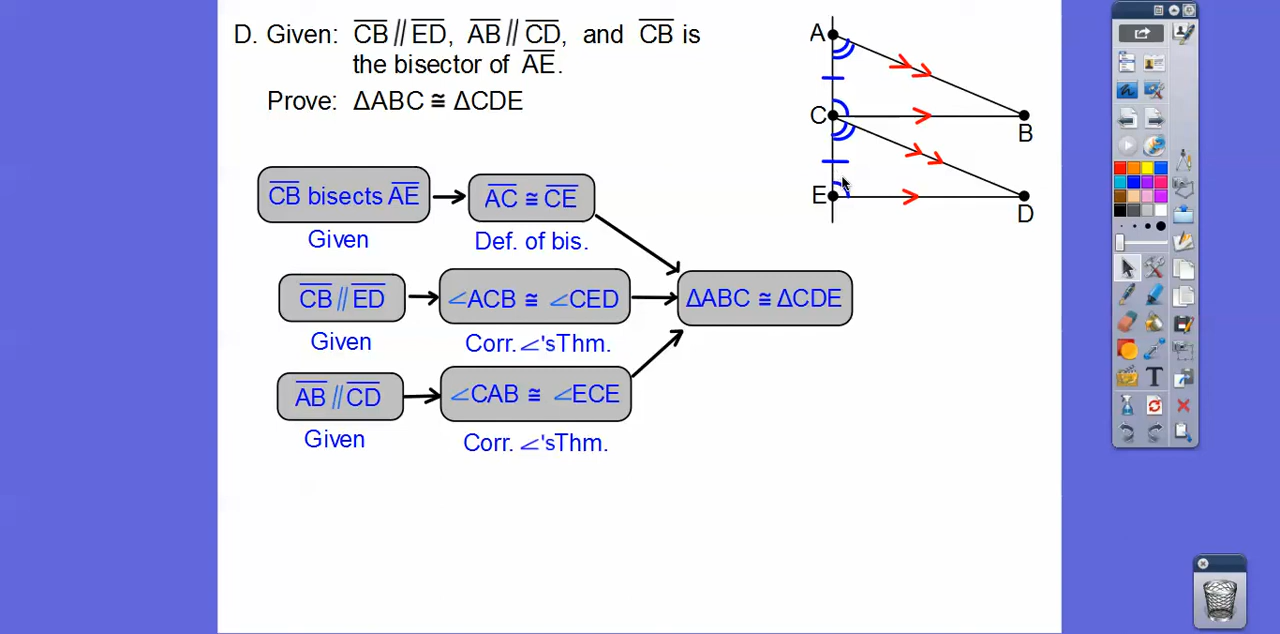 D. Given: CB // ED, AB // CD, and CB is
the bisector of AE.
Prove: ΔABC ≅ ΔCDE
A
C
B
E
D
CB bisects AE
AC ≅ CE
Given
Def. of bis.
CB // ED
∠ACB ≅ ∠CED
ΔABC ≅ ΔCDE
Given
Corr. ∠'sThm.
AB // CD
∠CAB ≅ ∠ECE
Given
Corr. ∠'sThm.
T